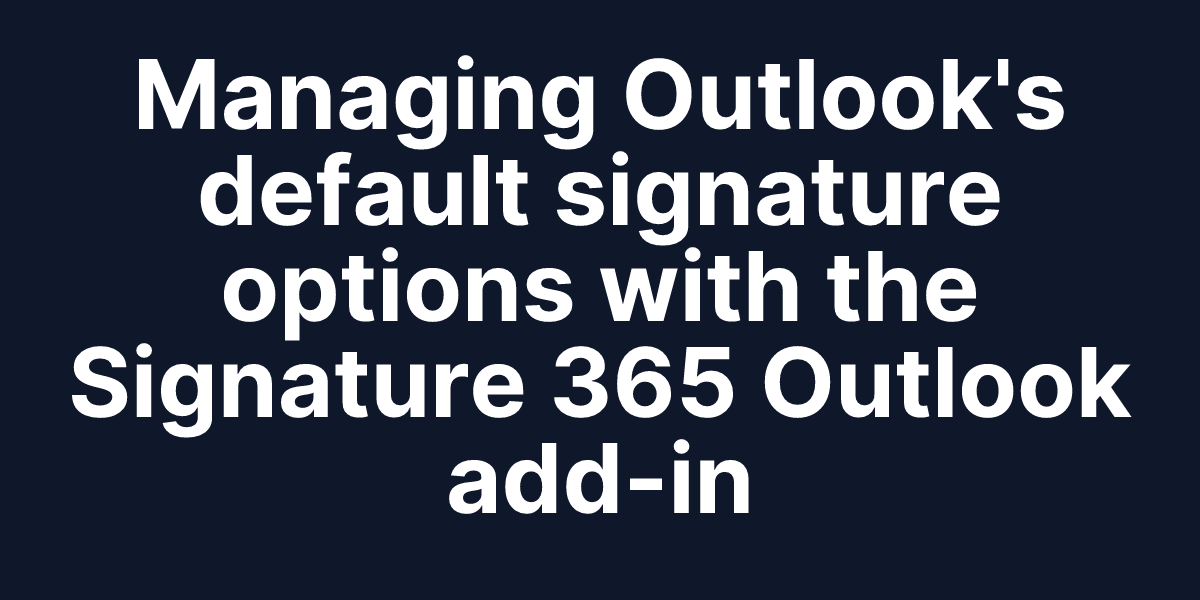 Managing Outlook's
default signature
options with the
Signature 365 Outlook
add-in